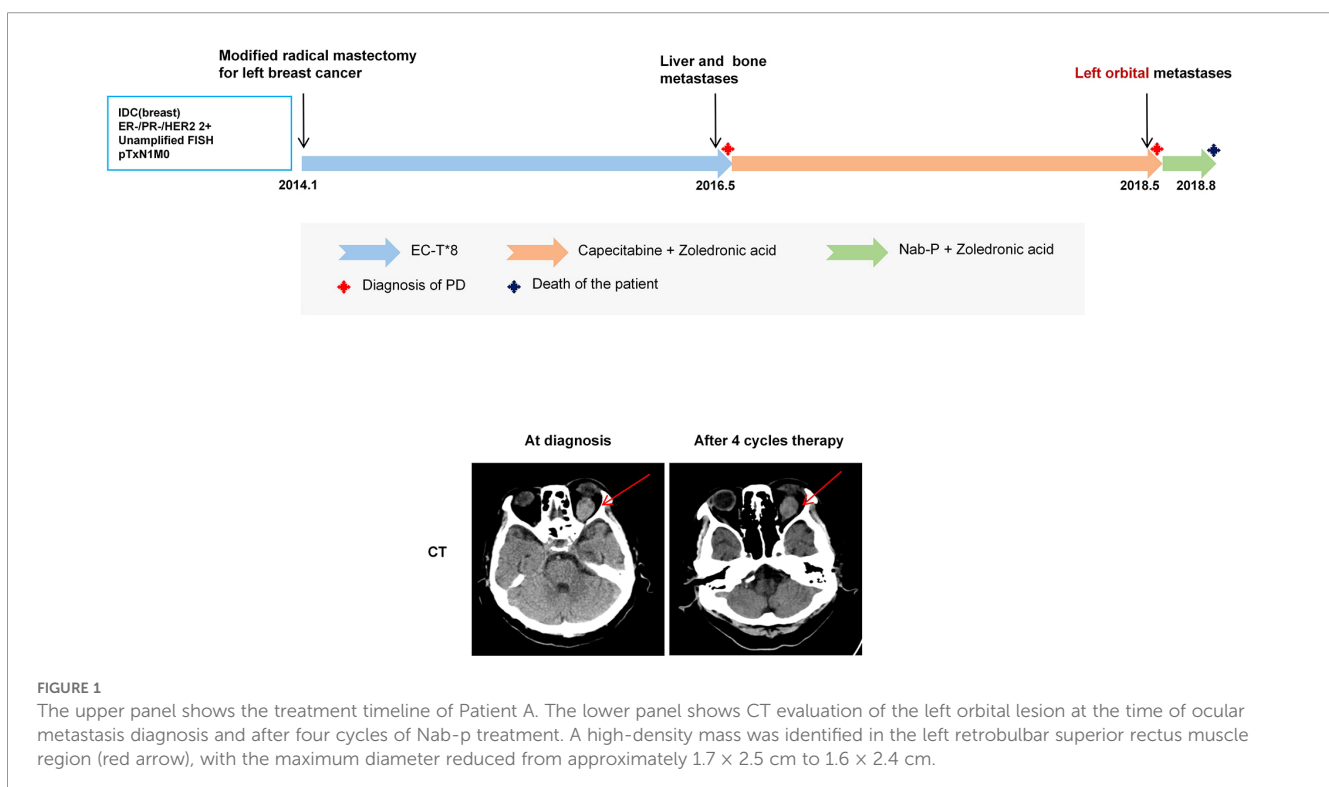 Modified radical mastectomy
for left breast cancer
Liver and bone
metastases
Left orbital metastases
IDC(breast)
ER-/PR-/HER2 2+
Unamplified FISH
pTxN1M0
2014.1
2016.5
2018.5
2018.8
EC-T*8
Capecitabine + Zoledronic acid
Nab-P + Zoledronic acid
Diagnosis of PD
Death of the patient
At diagnosis
After 4 cycles therapy
CT
FIGURE 1
The upper panel shows the treatment timeline of Patient A. The lower panel shows CT evaluation of the left orbital lesion at the time of ocular
metastasis diagnosis and after four cycles of Nab-p treatment. A high-density mass was identified in the left retrobulbar superior rectus muscle
region (red arrow), with the maximum diameter reduced from approximately 1.7 × 2.5 cm to 1.6 × 2.4 cm.